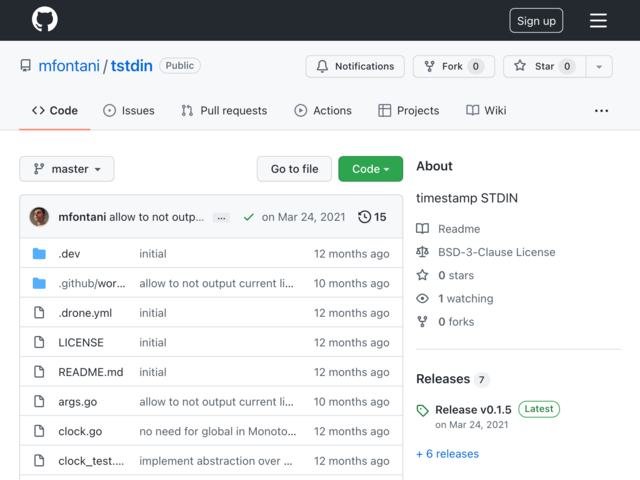 Sign up
mfontani / tstdin Public
Notifications Fork 0 Star 0
Code Issues Pull requests Actions Projects Wiki ...
master Go to file Code
mfontani allow to not outp... ... on Mar 24, 2021 15
.dev initial 12 months ago
.github/wor... allow to not output current li... 10 months ago
.drone.yml initial 12 months ago
LICENSE initial 12 months ago
README.md initial 12 months ago
args.go allow to not output current li... 10 months ago
clock.go no need for global in Monoto... 12 months ago
clock_test.... implement abstraction over ... 12 months ago
About
timestamp STDIN
Readme
BSD-3-Clause License
0 stars
1 watching
0 forks
Releases 7
Release v0.1.5 Latest
on Mar 24, 2021
+ 6 releases